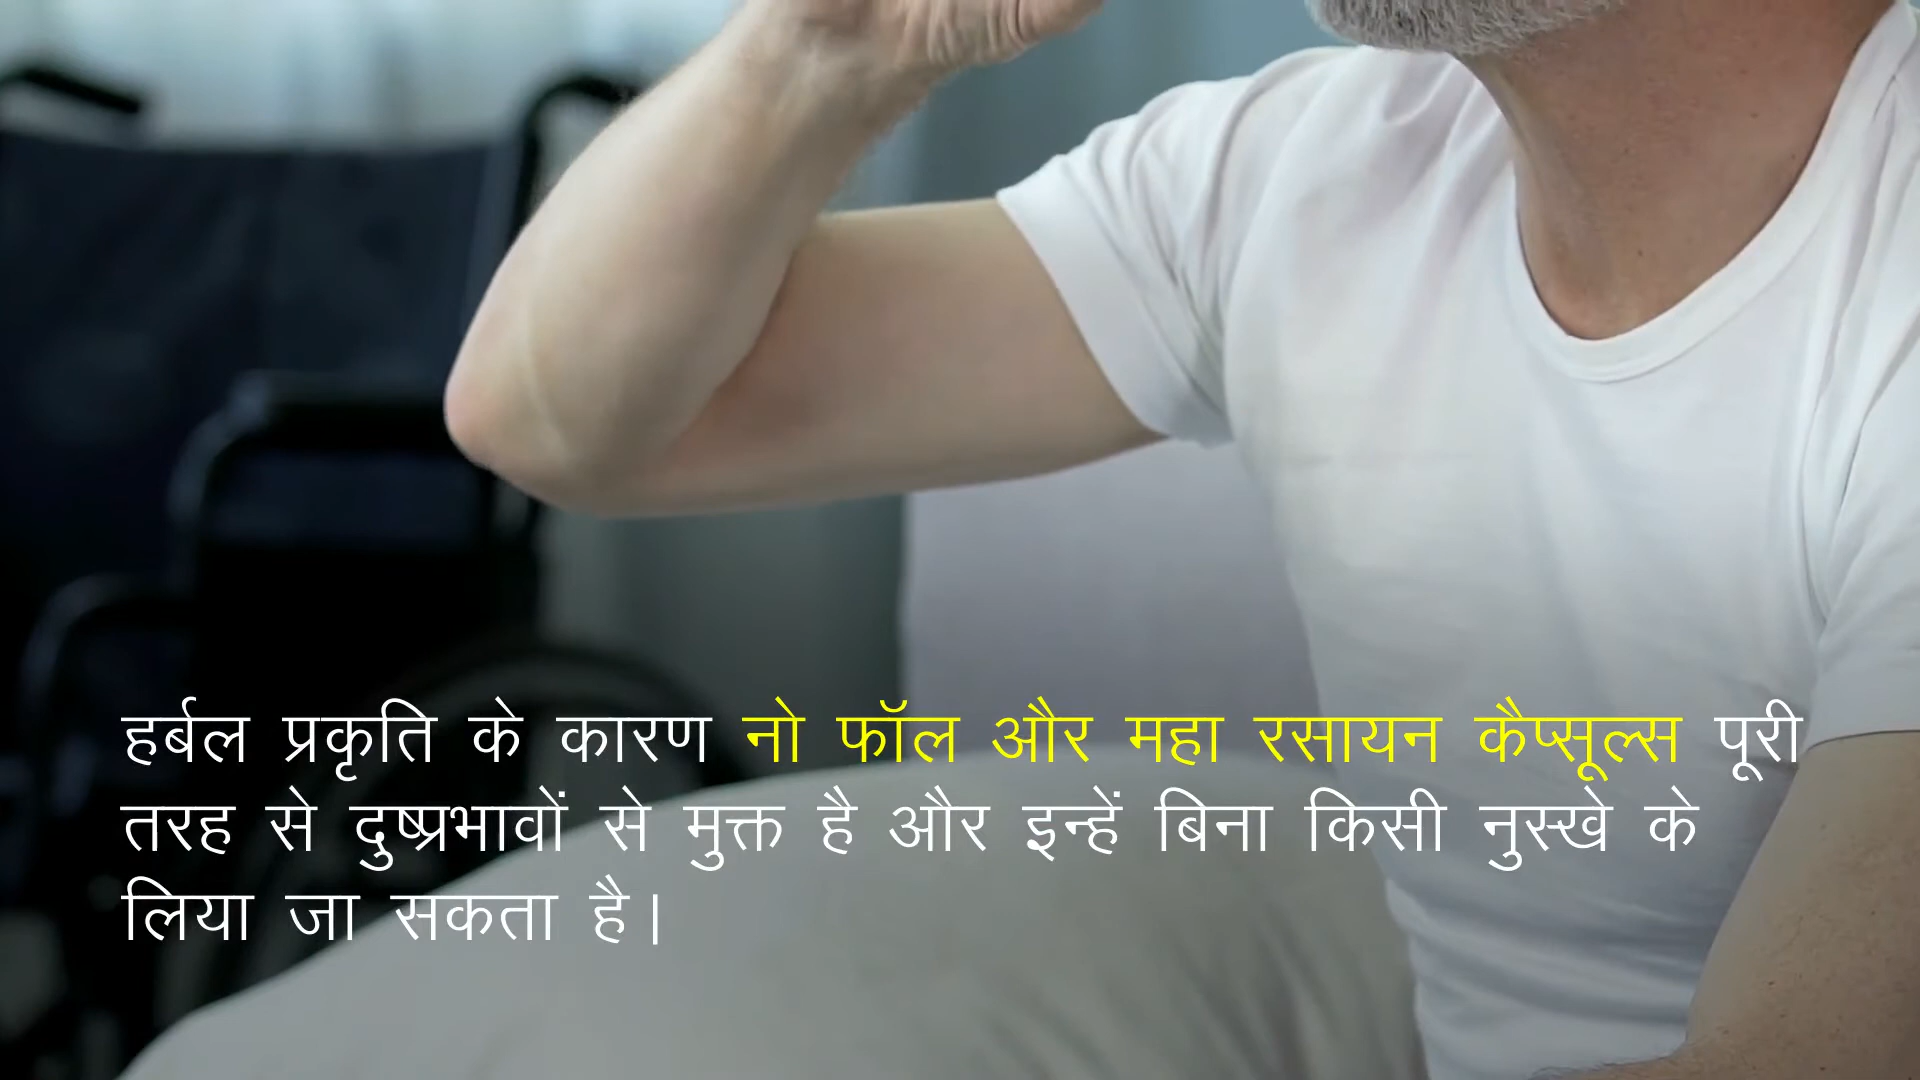 हर्बल प्रकृति के कारण नो फॉल और महा रसायन कैप्सूल्स पूरी
तरह से दुष्प्रभावों से मुक्त है और इन्हें बिना किसी नुस्खे के
लिया जा सकता है।